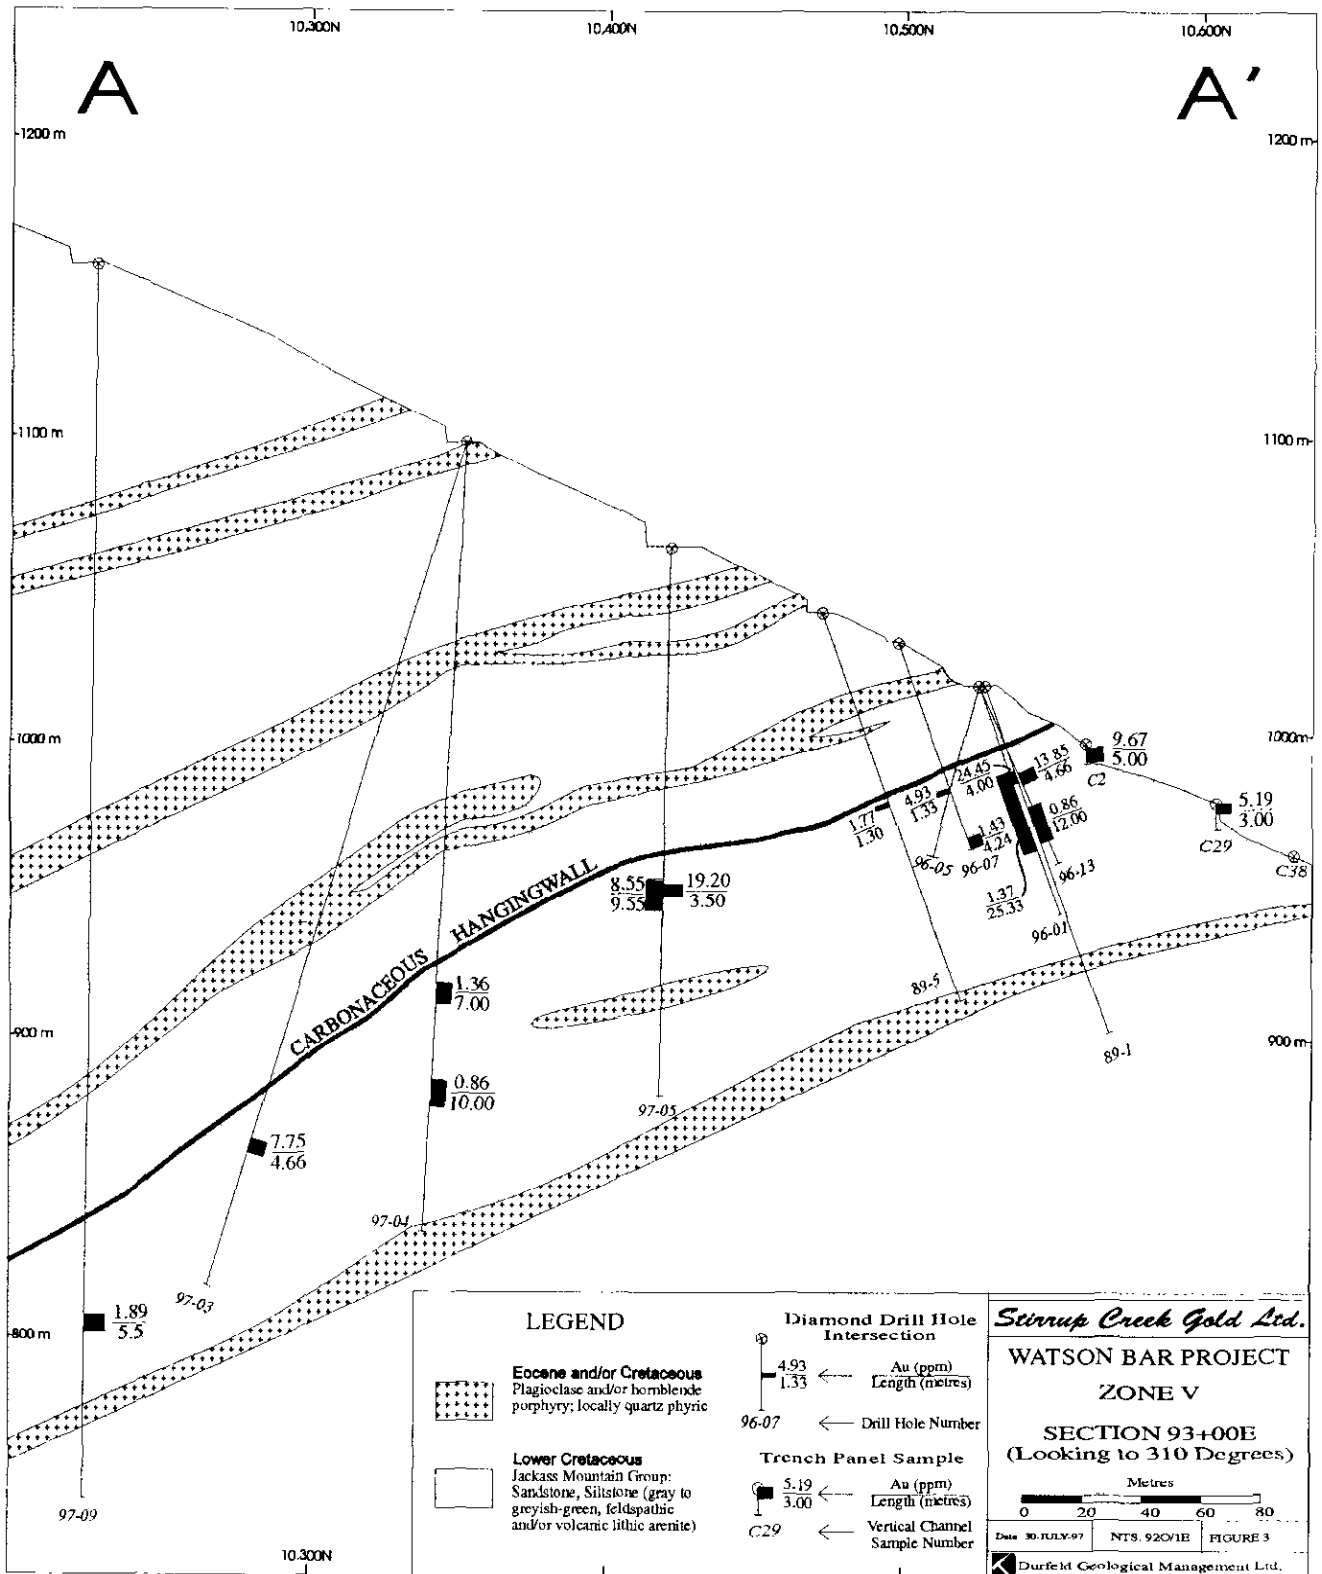 10,300N
10,400N
10,500N
10,600N
A
A'
1200 m
1200 m
1100 m
1100 m
1000 m
1000m
900 m
900m
800 m
9.67
5.00
C2
5.19
3.00
C29
C38
13.85
4.66
24.45
4.00
4.93
1.33
1.77
1.30
1.43
4.24
0.86
12.00
96-05
96-07
96-13
1.37
25.33
96-01
89-5
89-1
CARBONACEOUS HANGINGWALL
8.55
9.55
19.20
3.50
1.36
7.00
0.86
10.00
97-05
7.75
4.66
97-04
97-03
1.89
5.5
97-09
10,300N
LEGEND
Eocene and/or Cretaceous
Plagioclase and/or hornblende
porphyry; locally quartz phyric
Lower Cretaceous
Jackass Mountain Group:
Sandstone, Siltstone (gray to
greyish-green, feldspathic
and/or volcanic lithic arenite)
Diamond Drill Hole
Intersection
4.93
1.33
Au (ppm)
Length (metres)
96-07
Drill Hole Number
Trench Panel Sample
5.19
3.00
Au (ppm)
Length (metres)
C29
Vertical Channel
Sample Number
Stirrup Creek Gold Ltd.
WATSON BAR PROJECT
ZONE V
SECTION 93+00E
(Looking to 310 Degrees)
Metres
0 20 40 60 80
Date 30-JULY-97
NTS. 92O/1E
FIGURE 3
Durfeld Geological Management Ltd.